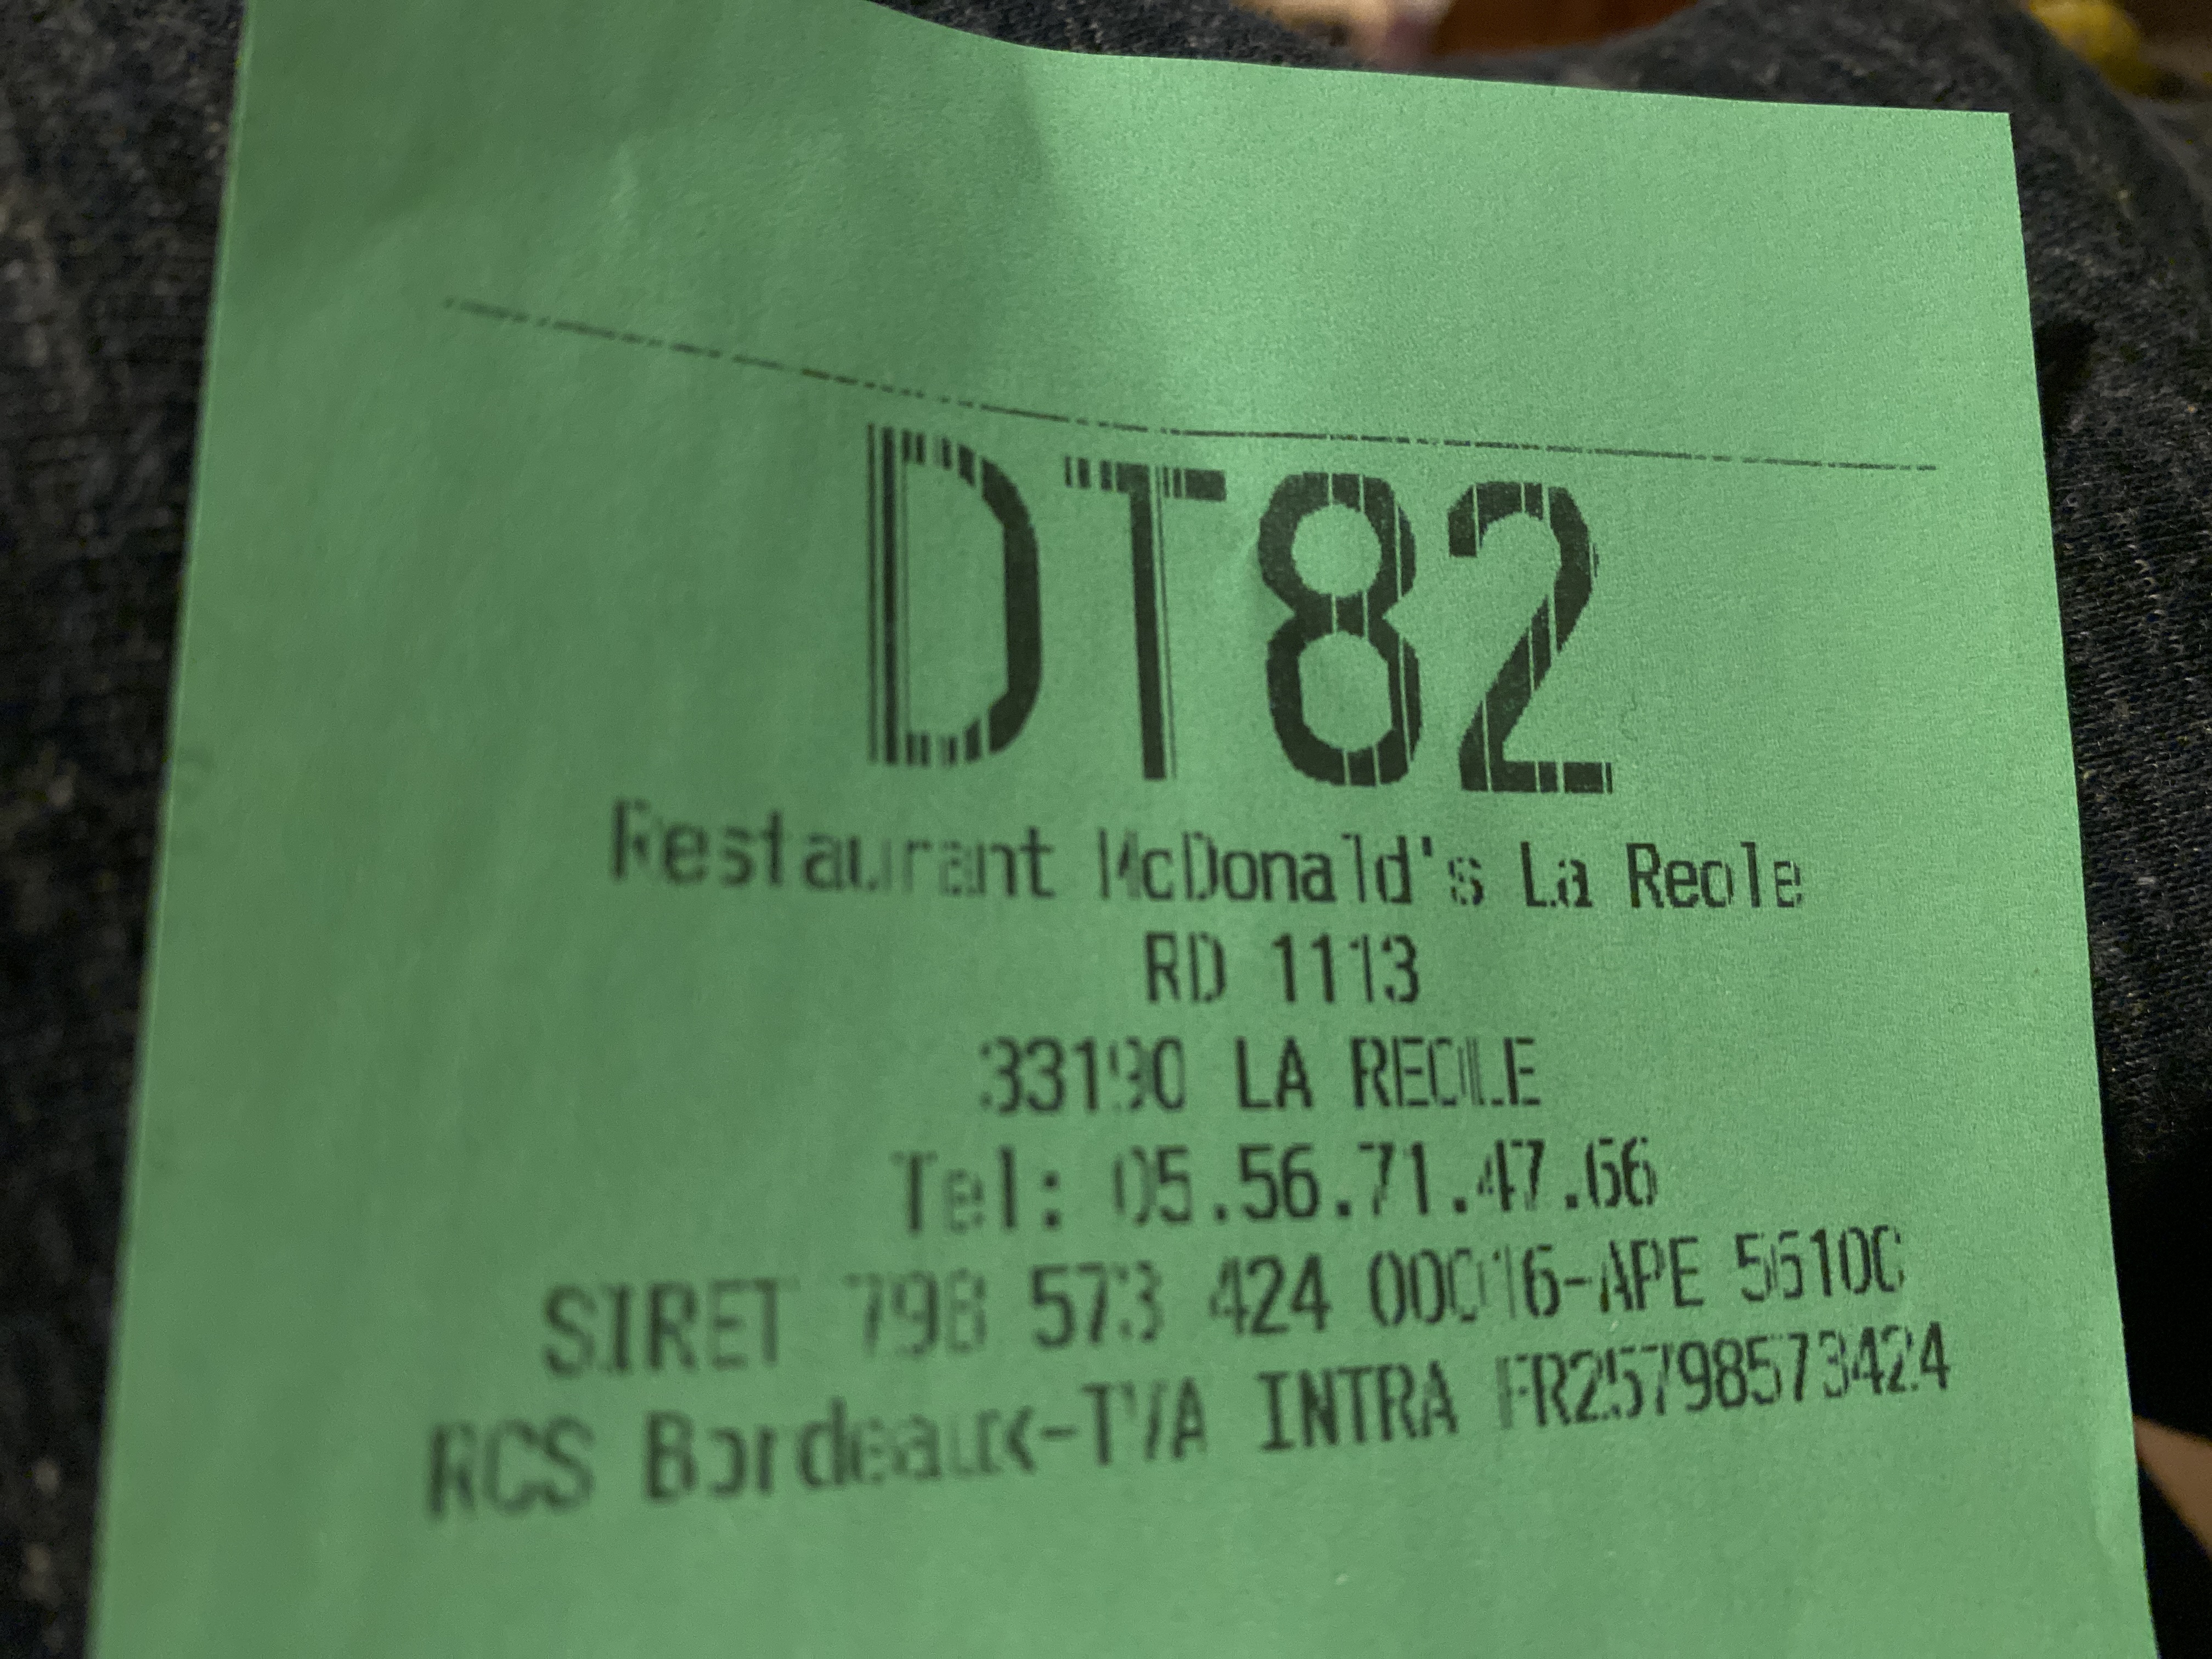 DT82
Restaurant McDonald's La Reole
RD 1113
33190 LA REOLE
Tel: 05.56.71.47.66
SIRET 798 573 424 00016-APE 5610C
RCS Bordeaux-TVA INTRA FR25798573424